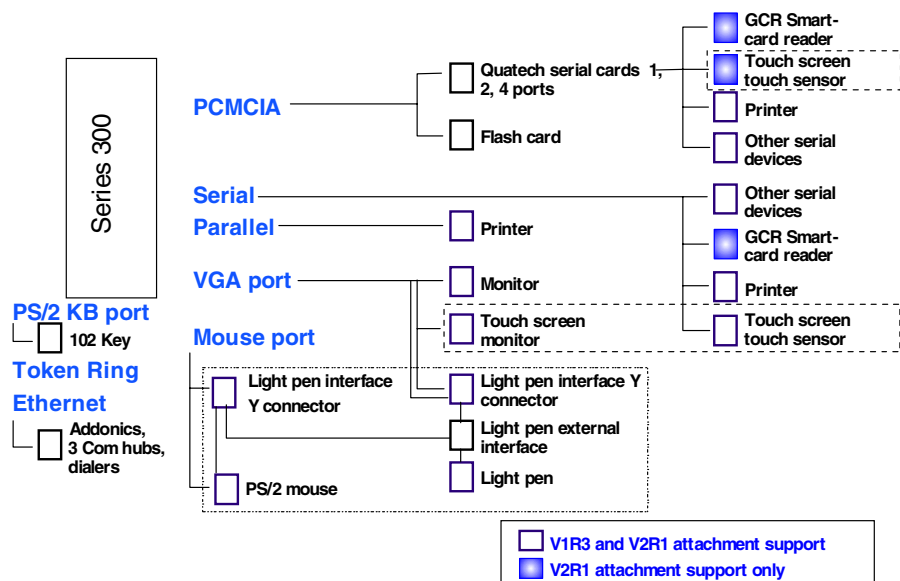 Series 300
PCMCIA
Quatech serial cards 1,
2, 4 ports
Flash card
GCR Smart-
card reader
Touch screen
touch sensor
Printer
Other serial
devices
Serial
Other serial
devices
GCR Smart-
card reader
Printer
Touch screen
touch sensor
Parallel
Printer
VGA port
Monitor
Touch screen
monitor
PS/2 KB port
102 Key
Mouse port
Light pen interface
Y connector
PS/2 mouse
Light pen interface Y
connector
Light pen external
interface
Light pen
Token Ring
Ethernet
Addonics,
3 Com hubs,
dialers
V1R3 and V2R1 attachment support
V2R1 attachment support only